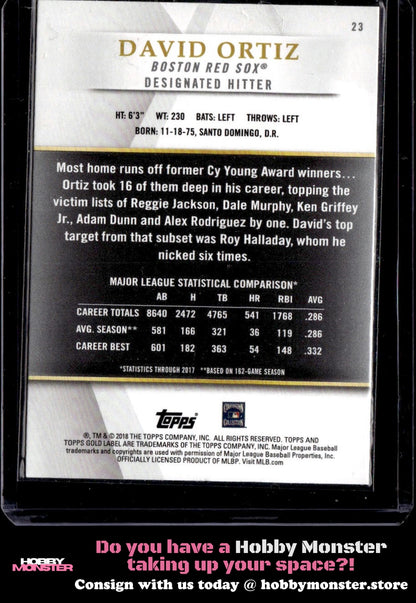 23
DAVID ORTIZ
BOSTON RED SOX®
DESIGNATED HITTER
HT: 6'3" WT: 230 BATS: LEFT THROWS: LEFT
BORN: 11-18-75, SANTO DOMINGO, D.R.
Most home runs off former Cy Young Award winners...
Ortiz took 16 of them deep in his career, topping the
victim lists of Reggie Jackson, Dale Murphy, Ken Griffey
Jr., Adam Dunn and Alex Rodriguez by one. David's top
target from that subset was Roy Halladay, whom he
nicked six times.
MAJOR LEAGUE STATISTICAL COMPARISON*
AB H TB HR RBI AVG
CAREER TOTALS 8640 2472 4765 541 1768 .286
AVG. SEASON** 581 166 321 36 119 .286
CAREER BEST 601 182 363 54 148 .332
*STATISTICS THROUGH 2017 **BASED ON 162-GAME SEASON
Topps
®, TM & © 2018 THE TOPPS COMPANY, INC. ALL RIGHTS RESERVED. TOPPS AND
TOPPS GOLD LABEL ARE TRADEMARKS OF THE TOPPS COMPANY, INC. Major League Baseball
trademarks and copyrights are used with permission of Major League Baseball Properties, Inc.
OFFICIALLY LICENSED PRODUCT OF MLBP. Visit MLB.com
HOBBY
MONSTER
Do you have a Hobby Monster
taking up your space?!
Consign with us today @ hobbymonster.store